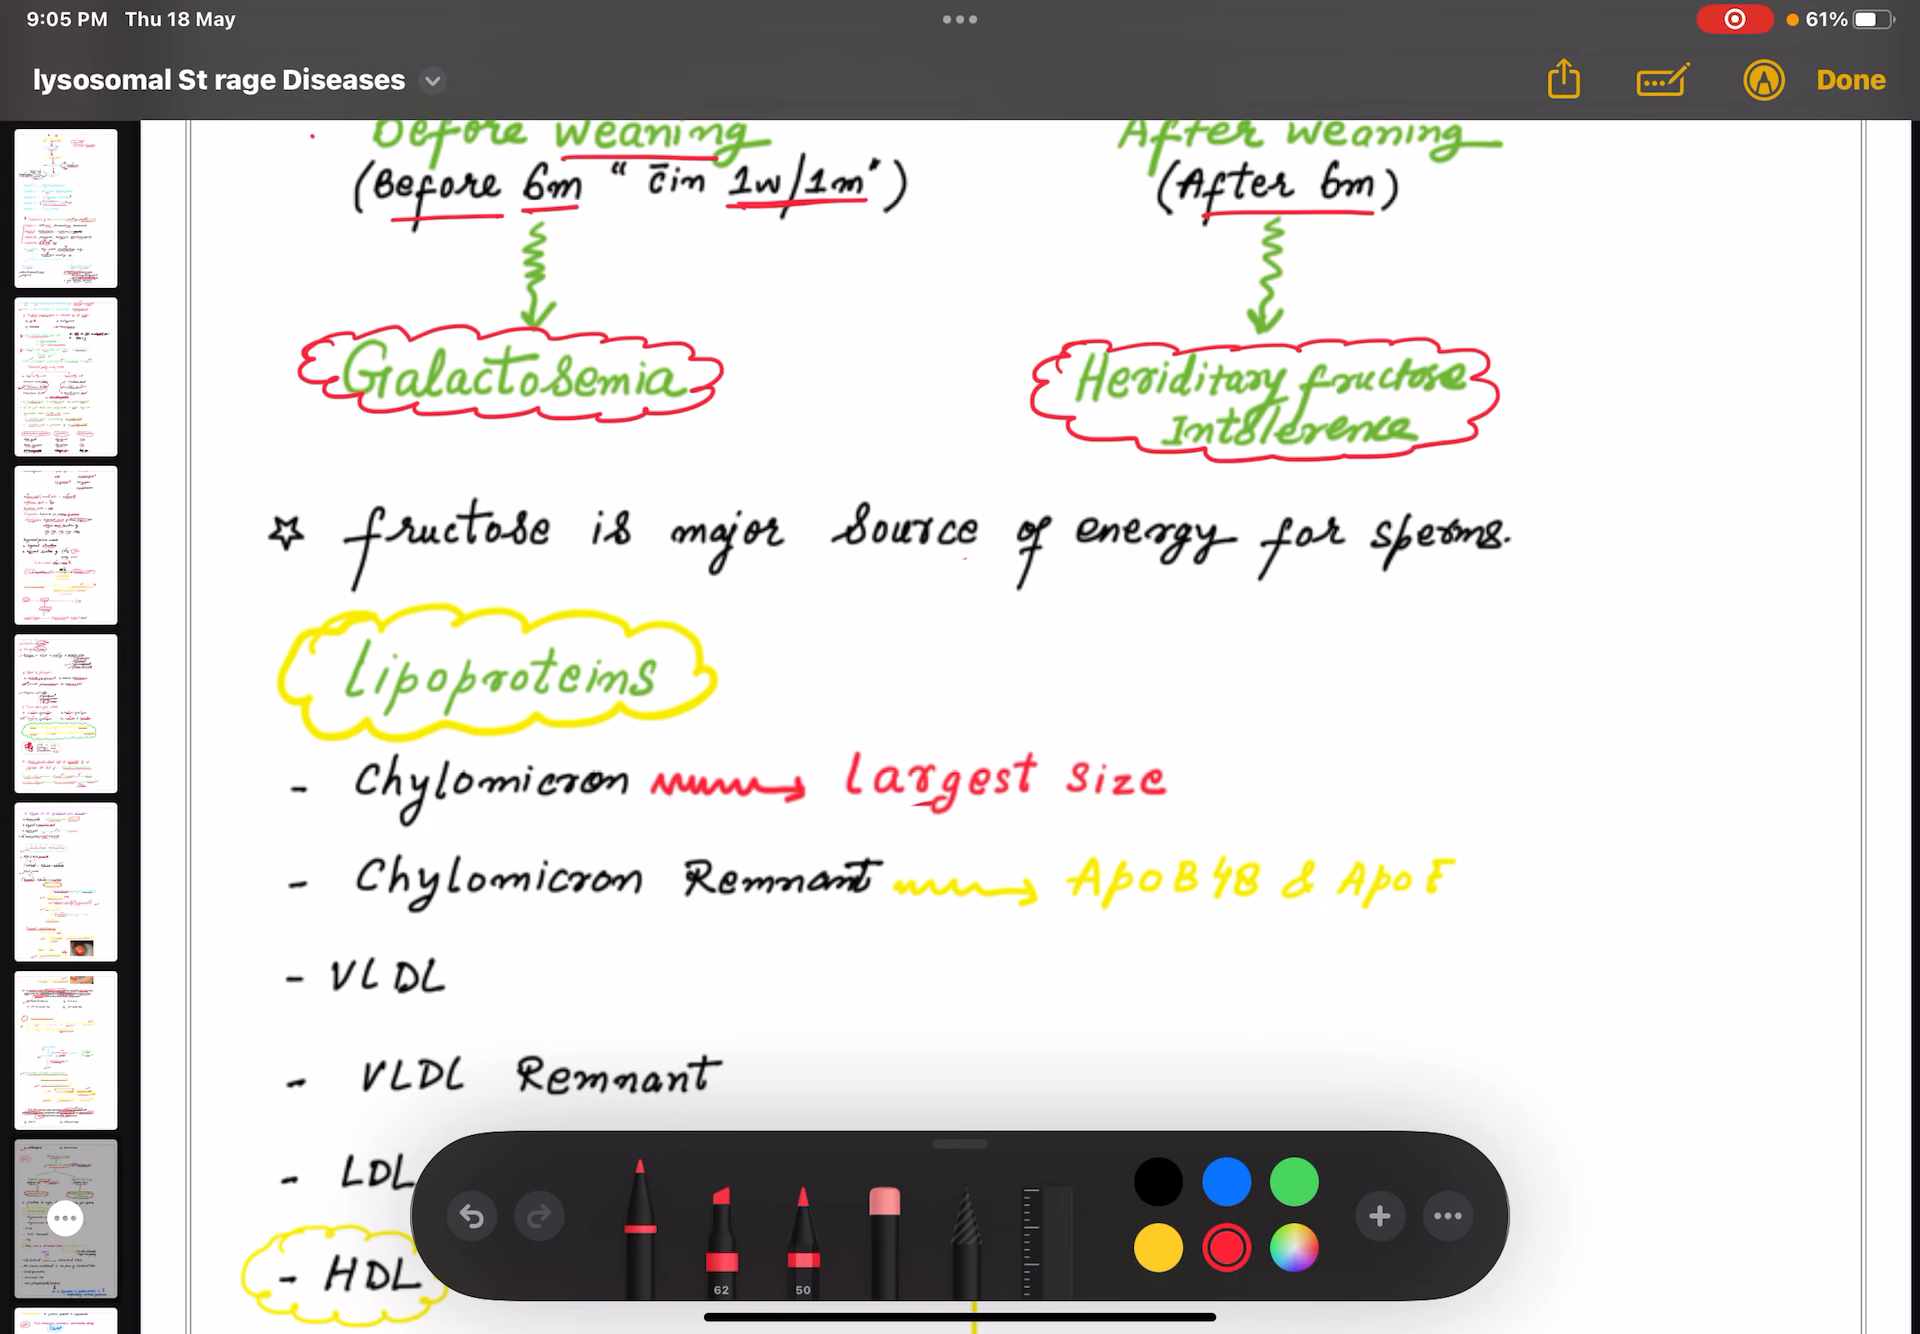 9:05 PM Thu 18 May
61%
lysosomal St rage Diseases
Done
Before weaning
After weaning
(Before 6m " c̄in 1w/1m")
(After 6m)
Galactosemia
Heriditary fructose
Intolerence
☆ fructose is major source of energy for sperms.
Lipoproteins
- Chylomicron → largest size
- Chylomicron Remnant → ApoB48 & ApoE
- VLDL
- VLDL Remnant
- LDL
- HDL
62
50